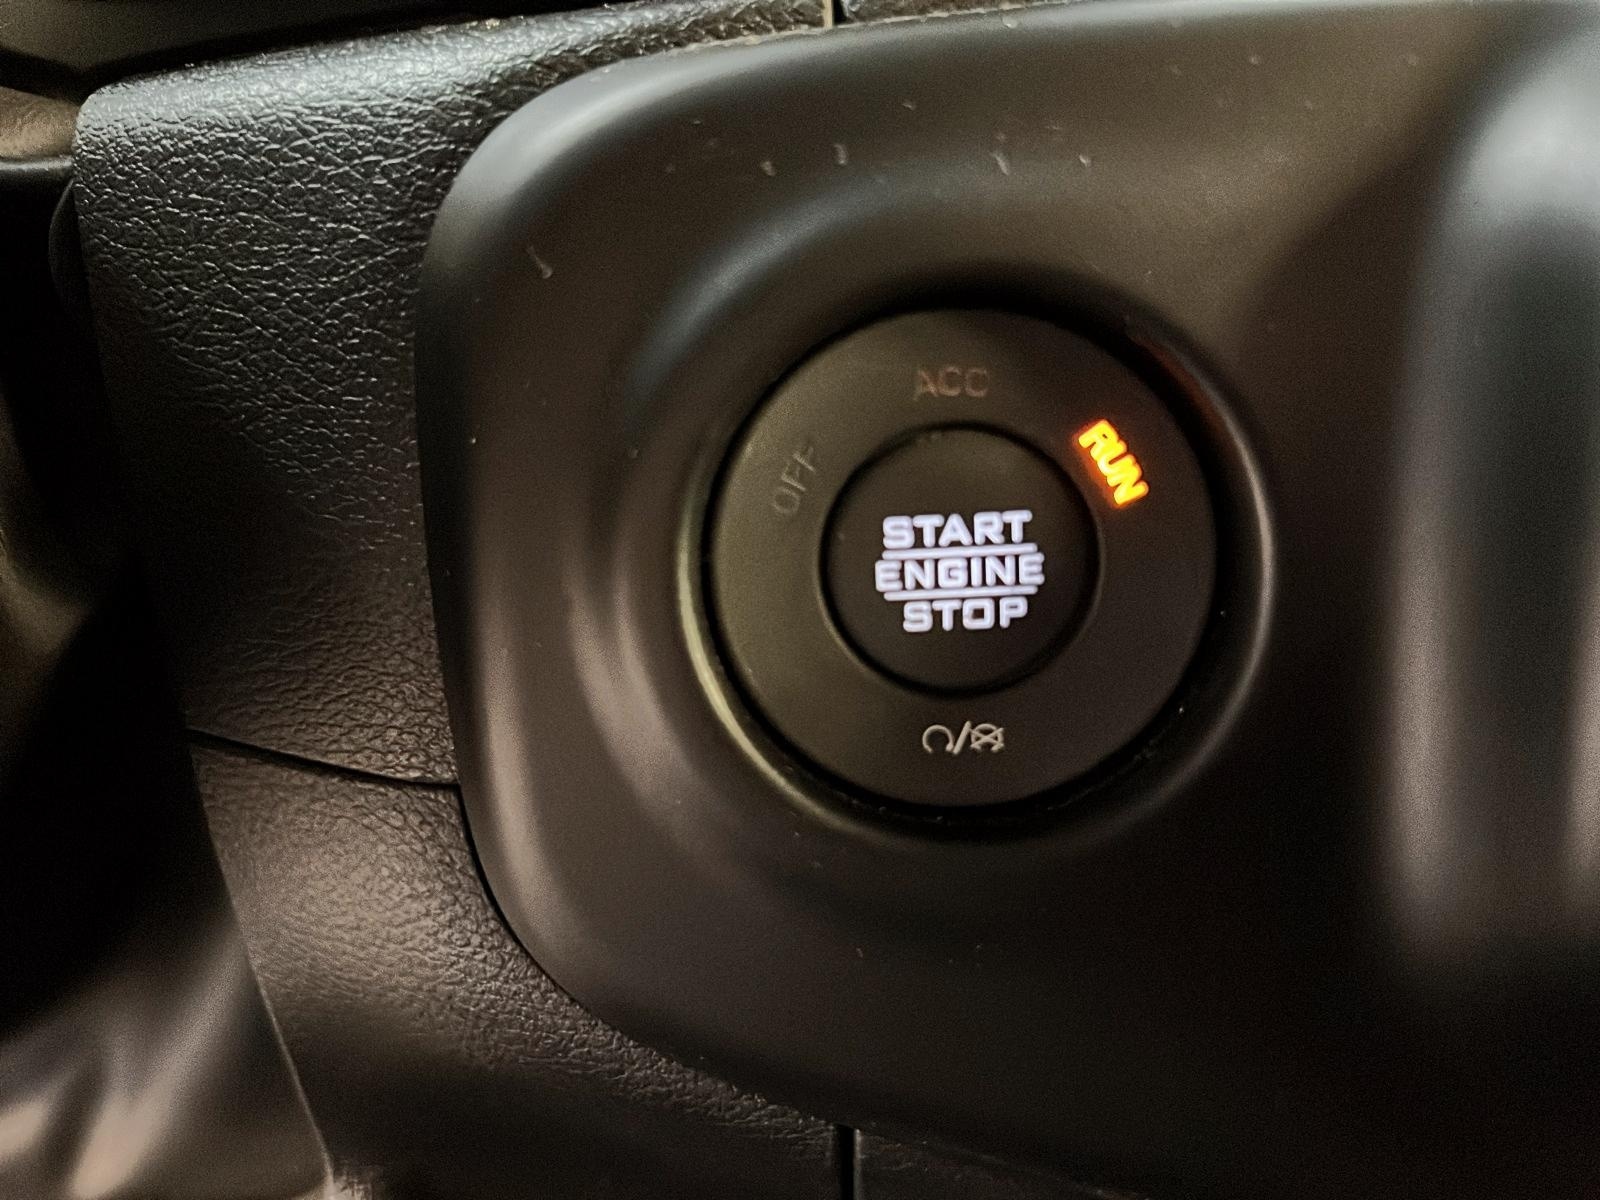 ACC
OFF
RUN
START
ENGINE
STOP